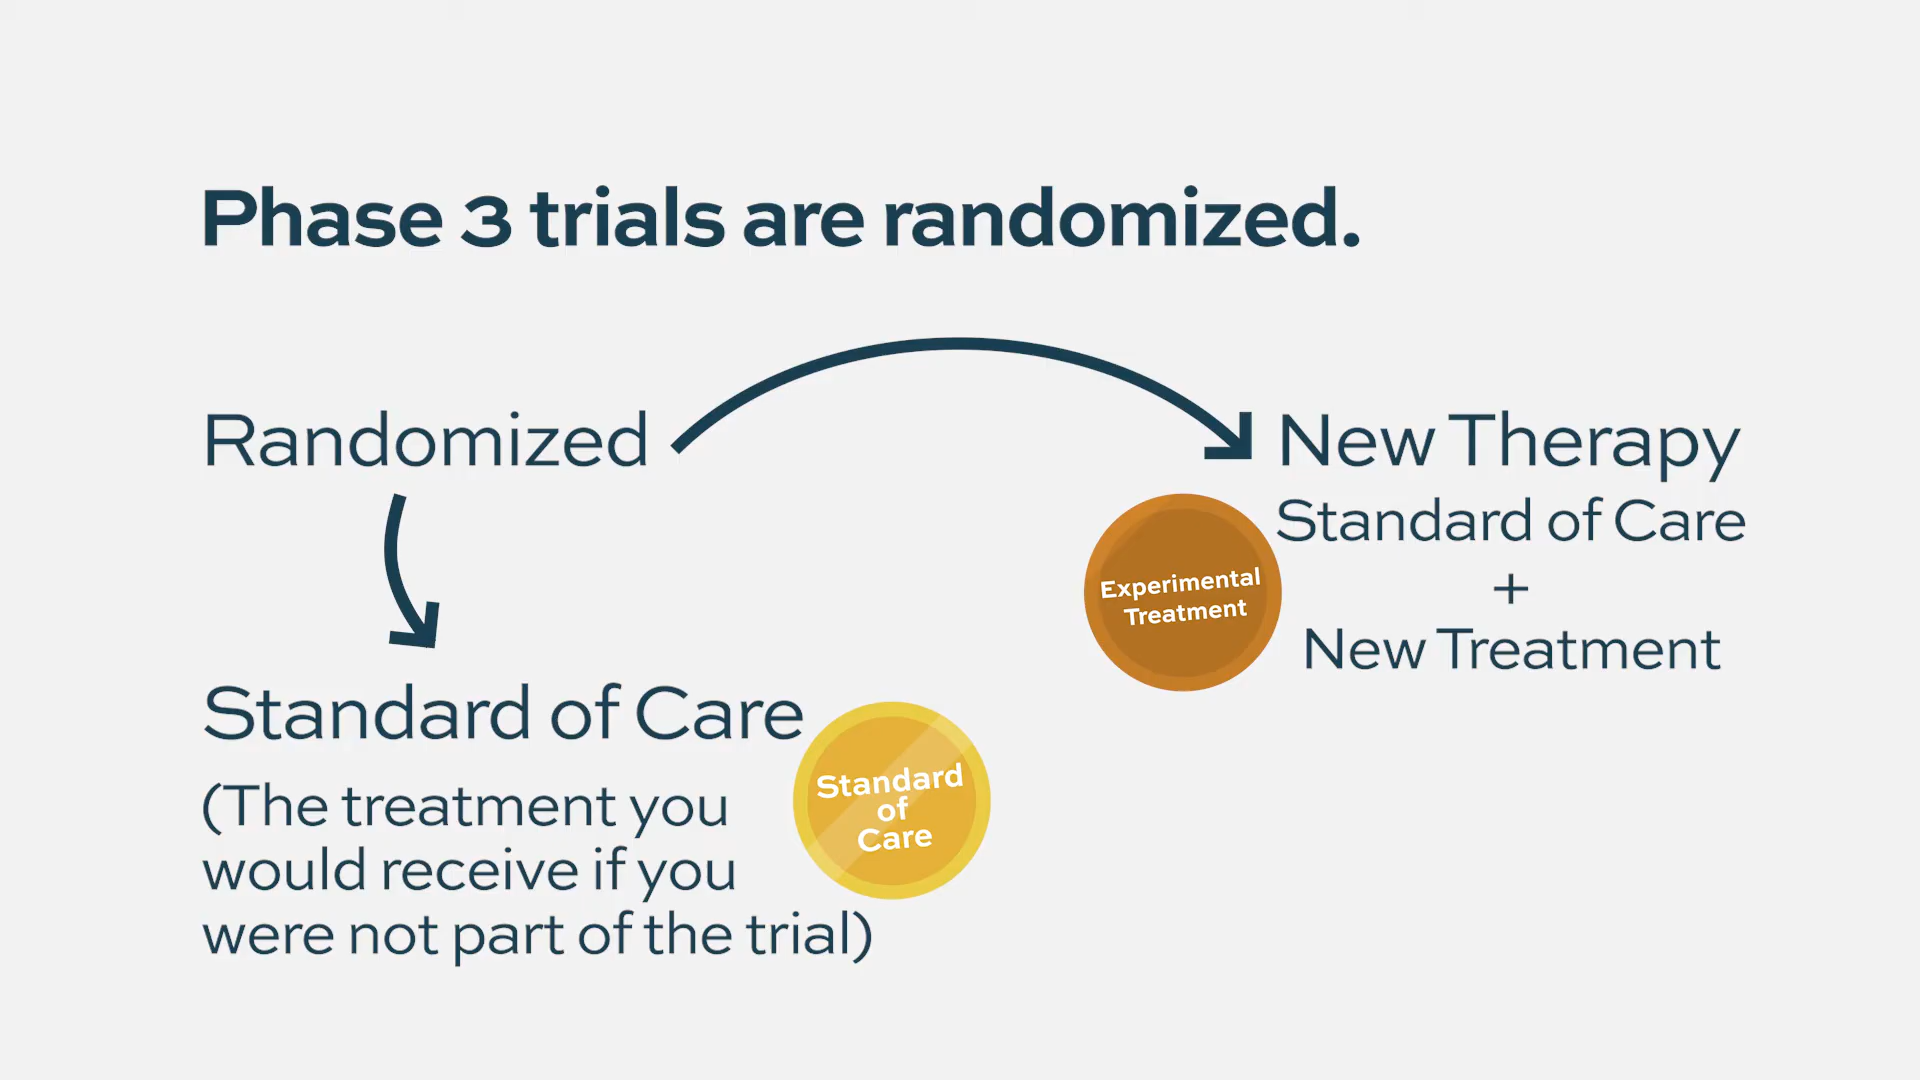 Phase 3 trials are randomized.
Randomized
New Therapy
Standard of Care
+
New Treatment
Experimental
Treatment
Standard of Care
(The treatment you
would receive if you
were not part of the trial)
Standard
of
Care